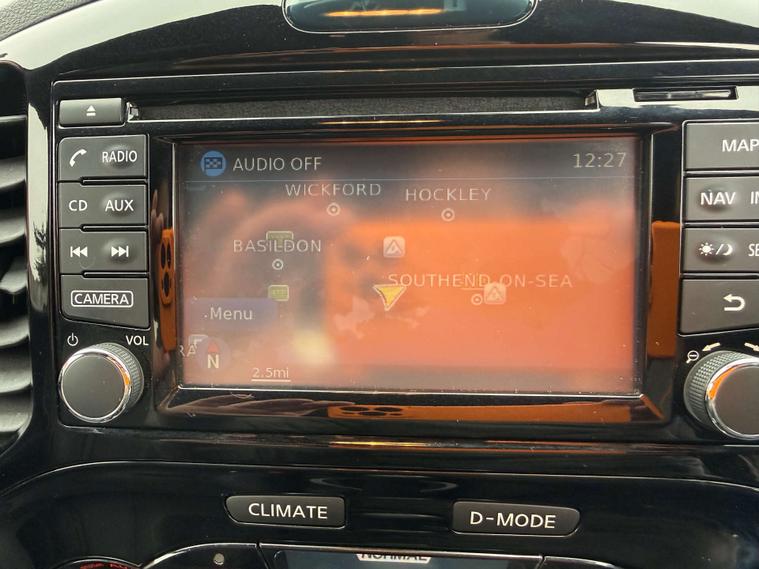 RADIO
CD AUX
CAMERA
VOL
AUDIO OFF 12:27
WICKFORD
HOCKLEY
BASILDON
SOUTHEND-ON-SEA
Menu
N
2.5mi
MAP
NAV
CLIMATE
D-MODE
NORMAL